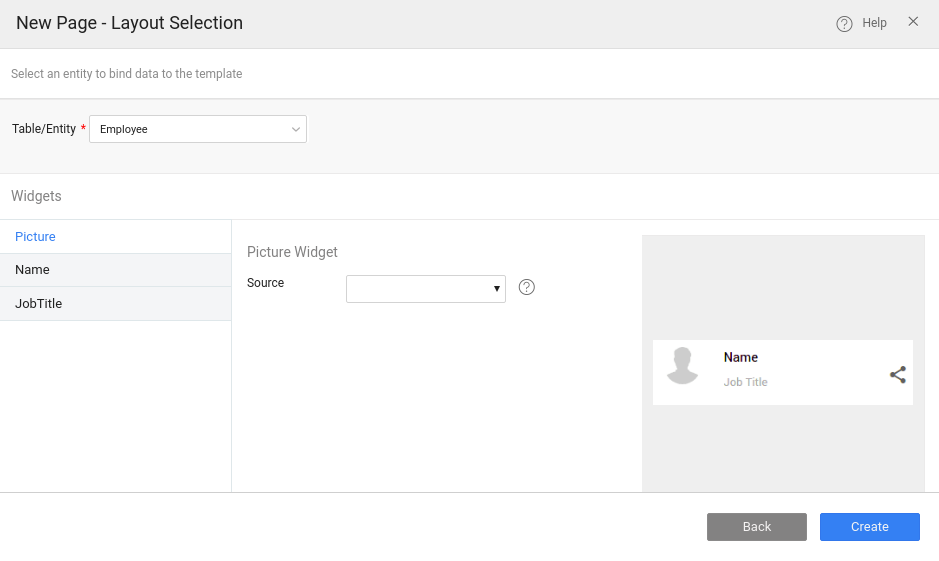 New Page - Layout Selection
Help
Select an entity to bind data to the template
Table/Entity * Employee
Widgets
Picture
Name
JobTitle
Picture Widget
Source
Name
Job Title
Back
Create